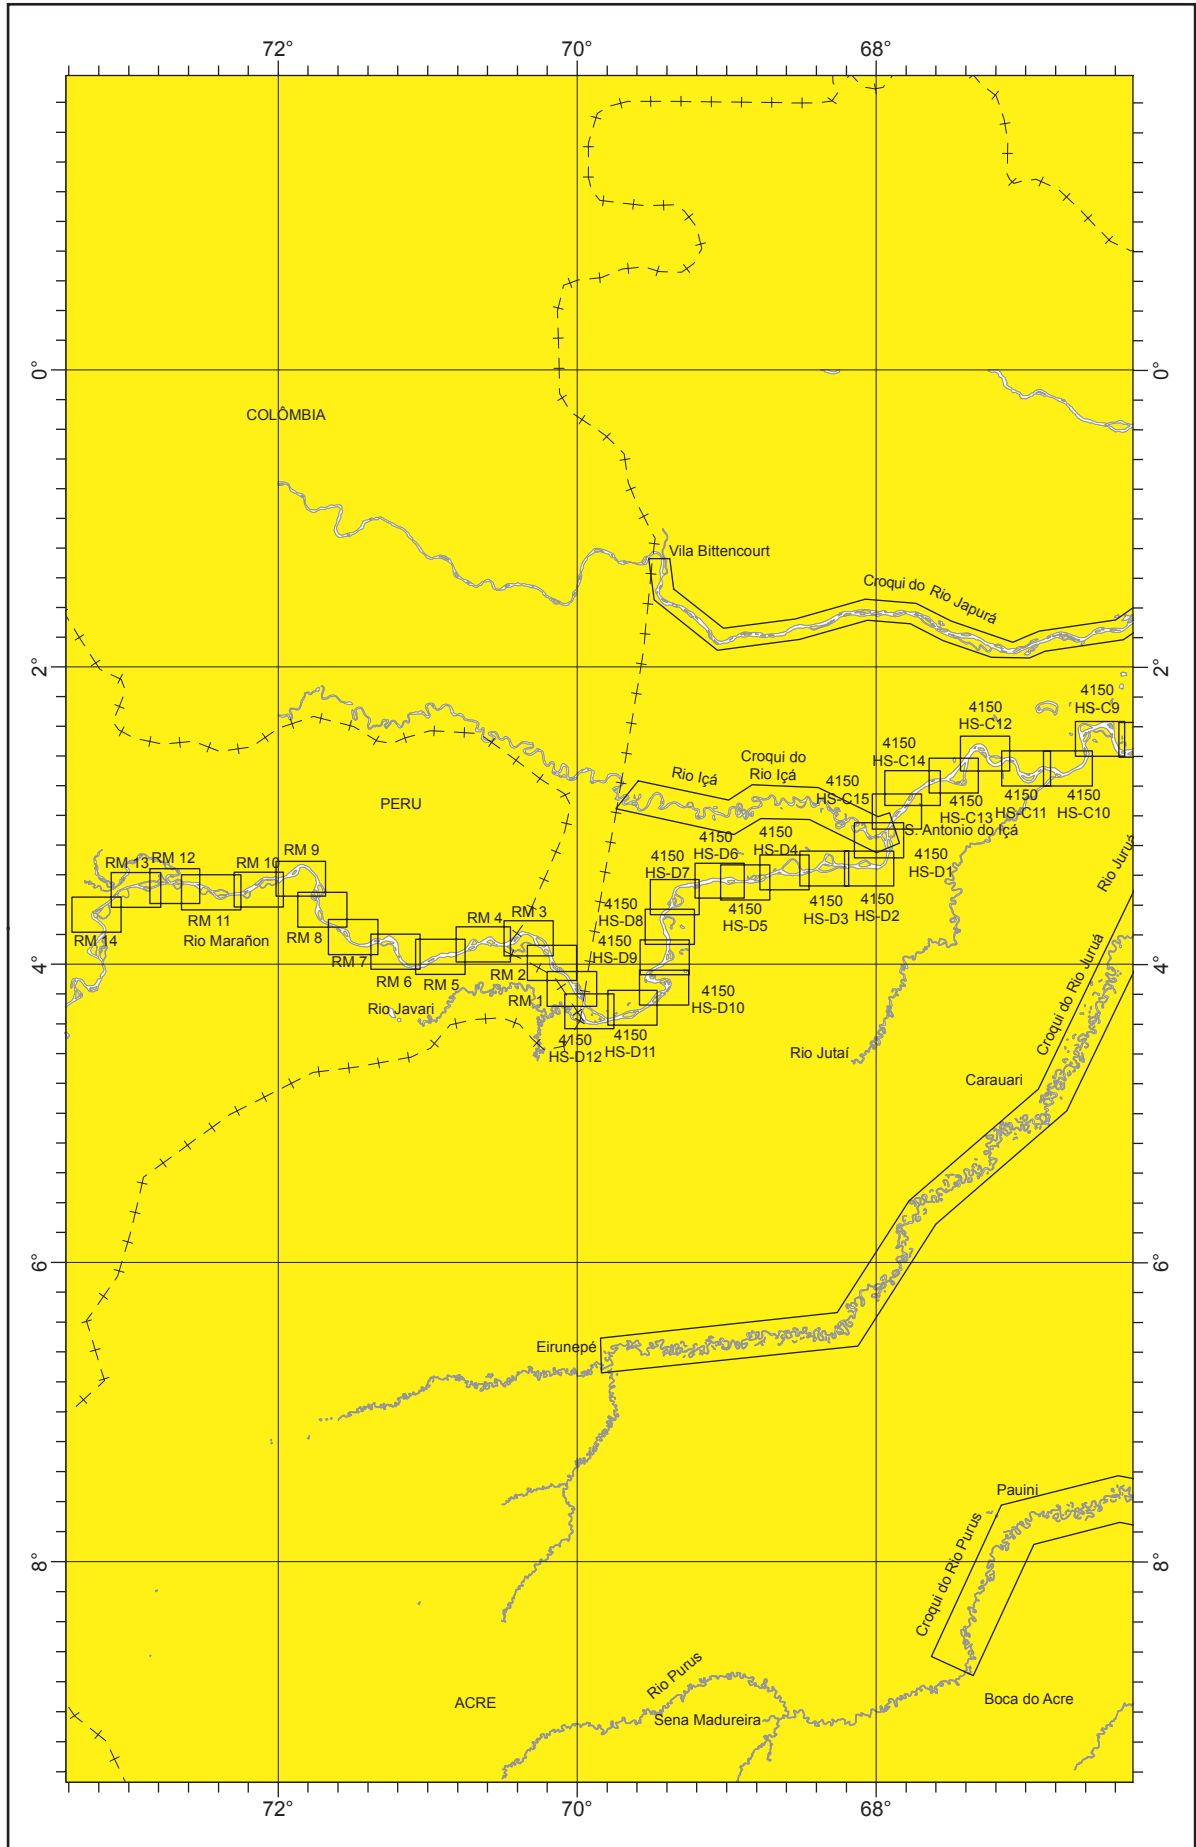 72°
70°
68°
0°
0°
COLÔMBIA
Vila Bittencourt
Croqui do Rio Japurá
2°
2°
4150
HS-C9
4150
HS-C12
4150
HS-C14
Croqui do
Rio Içá
Rio Içá
4150
HS-C15
PERU
4150
HS-C13
4150
HS-C11
4150
HS-C10
S. Antonio do Içá
4150
HS-D6
4150
HS-D4
4150
HS-D1
Rio Juruá
RM 9
RM 13
RM 12
RM 10
4150
HS-D7
4150
HS-D5
4150
HS-D3
4150
HS-D2
RM 11
RM 14
Rio Marañon
RM 8
RM 4
RM 3
4150
HS-D8
4150
HS-D9
RM 7
RM 6
RM 5
RM 2
RM 1
4°
4°
Rio Javari
4150
HS-D10
4150
HS-D12
4150
HS-D11
Rio Jutaí
Croqui do Rio Juruá
Carauari
6°
6°
Eirunepé
Pauini
8°
8°
Croqui do Rio Purus
Rio Purus
ACRE
Sena Madureira
Boca do Acre
72°
70°
68°